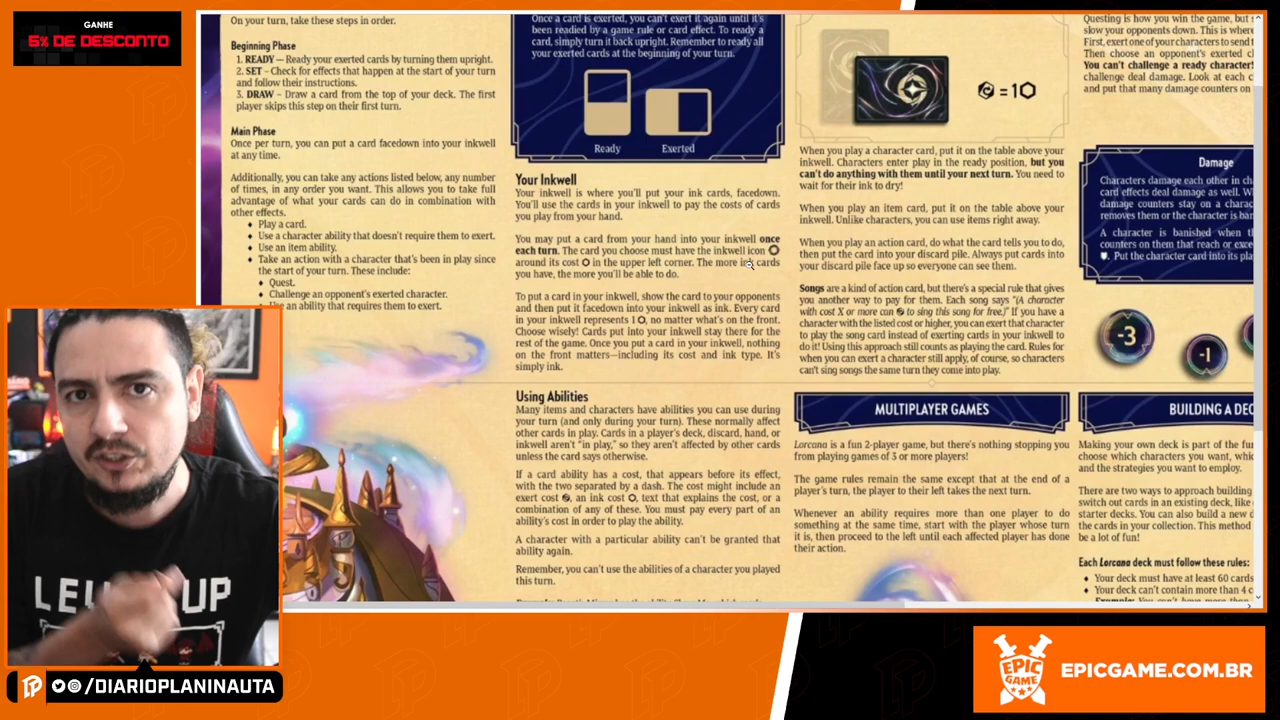 GANHE
5% DE DESCONTO
On your turn, take these steps in order.
Beginning Phase
1. READY — Ready your exerted cards by turning them upright.
2. SET – Check for effects that happen at the start of your turn
and follow their instructions.
3. DRAW – Draw a card from the top of your deck. The first
player skips this step on their first turn.
Main Phase
Once per turn, you can put a card facedown into your inkwell
at any time.
Additionally, you can take any actions listed below, any number
of times, in any order you want. This allows you to take full
advantage of what your cards can do in combination with
other effects.
♦ Play a card.
♦ Use a character ability that doesn't require them to exert.
♦ Use an item ability.
♦ Take an action with a character that's been in play since
the start of your turn. These include:
♦ Quest.
♦ Challenge an opponent's exerted character.
an ability that requires them to exert.
Once a card is exerted, you can't exert it again until it's
been readied by a game rule or card effect. To ready a
card, simply turn it back upright. Remember to ready all
your exerted cards at the beginning of your turn.
Ready
Exerted
Your Inkwell
Your inkwell is where you'll put your ink cards, facedown.
You'll use the cards in your inkwell to pay the costs of cards
you play from your hand.
You may put a card from your hand into your inkwell once
each turn. The card you choose must have the inkwell icon
around its cost in the upper left corner. The more ink cards
you have, the more you'll be able to do.
To put a card in your inkwell, show the card to your opponents
and then put it facedown into your inkwell as ink. Every card
in your inkwell represents 1, no matter what's on the front.
Choose wisely! Cards put into your inkwell stay there for the
rest of the game. Once you put a card in your inkwell, nothing
on the front matters—including its cost and ink type. It's
simply ink.
Using Abilities
Many items and characters have abilities you can use during
your turn (and only during your turn). These normally affect
other cards in play. Cards in a player's deck, discard, hand, or
inkwell aren't "in play," so they aren't affected by other cards
unless the card says otherwise.
If a card ability has a cost, that appears before its effect,
with the two separated by a dash. The cost might include an
exert cost, an ink cost, text that explains the cost, or a
combination of any of these. You must pay every part of an
ability's cost in order to play the ability.
A character with a particular ability can't be granted that
ability again.
Remember, you can't use the abilities of a character you played
this turn.
= 1
When you play a character card, put it on the table above your
inkwell. Characters enter play in the ready position, but you
can't do anything with them until your next turn. You need to
wait for their ink to dry!
When you play an item card, put it on the table above your
inkwell. Unlike characters, you can use items right away.
When you play an action card, do what the card tells you to do,
then put the card into your discard pile. Always put cards into
your discard pile face up so everyone can see them.
Songs are a kind of action card, but there's a special rule that gives
you another way to pay for them. Each song says "(A character
with cost X or more can to sing this song for free.)" If you have a
character with the listed cost or higher, you can exert that character
to play the song card instead of exerting cards in your inkwell to
do it! Using this approach still counts as playing the card. Rules for
when you can exert a character still apply, of course, so characters
can't sing songs the same turn they come into play.
MULTIPLAYER GAMES
Lorcana is a fun 2-player game, but there's nothing stopping you
from playing games of 3 or more players!
The game rules remain the same except that at the end of a
player's turn, the player to their left takes the next turn.
Whenever an ability requires more than one player to do
something at the same time, start with the player whose turn
it is, then proceed to the left until each affected player has done
their action.
Questing is how you win the game, but
slow your opponents down. This is where
First, exert one of your characters to send
Then choose an opponent's exerted
You can't challenge a ready character!
challenge deal damage. Look at each
and put that many damage counters on
Damage
Characters damage each other in
card effects deal damage as well.
damage counters stay on a
removes them or the character is
A character is banished when
counters on them that reach or
Put the character card into its
-3
-1
BUILDING A
Making your own deck is part of the
choose which characters you want,
and the strategies you want to employ.
There are two ways to approach building
switch out cards in an existing deck, like
starter decks. You can also build a new
the cards in your collection. This method
be a lot of fun!
Each Lorcana deck must follow these rules:
♦ Your deck must have at least 60 cards
♦ Your deck can't contain more than 4
LEVEL UP
/DIARIOPLANINAUTA
EPIC
GAME
EPICGAME.COM.BR